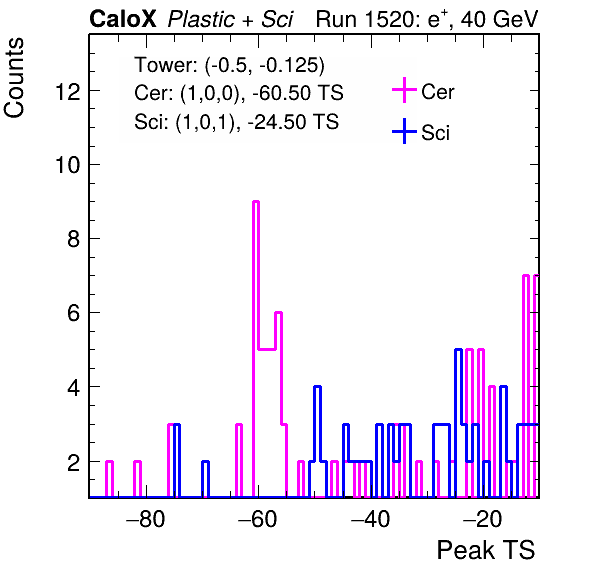 CaloX Plastic + Sci Run 1520: e+, 40 GeV
Tower: (-0.5, -0.125)
Cer: (1,0,0), -60.50 TS
Sci: (1,0,1), -24.50 TS
Cer
Sci
Counts
12
10
8
6
4
2
−80 −60 −40 −20
Peak TS